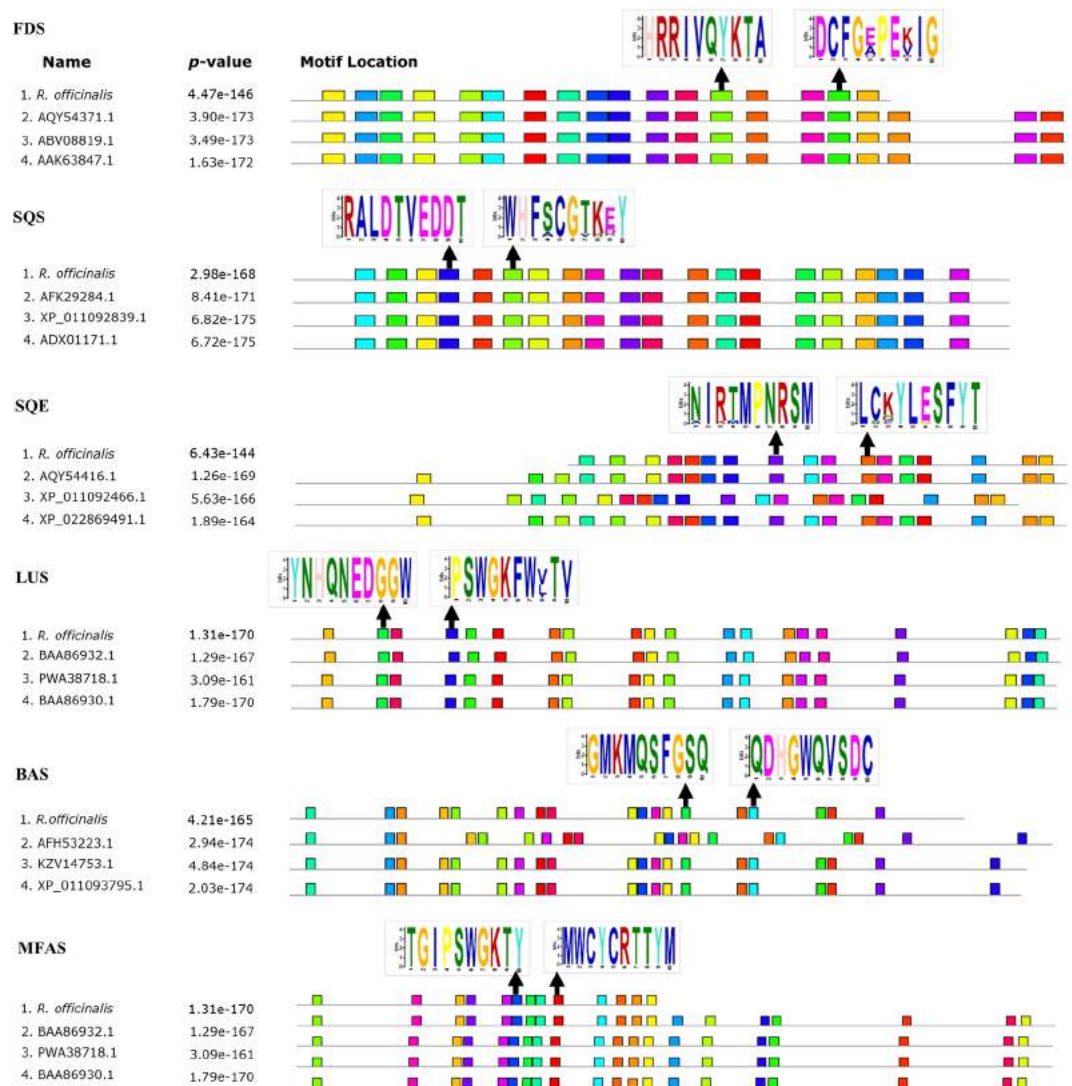 FDS
HRRIVQYKTA
DCFGEPEKIG
Name p-value Motif Location
1. R. officinalis 4.47e-146
2. AQY54371.1 3.90e-173
3. ABV08819.1 3.49e-173
4. AAK63847.1 1.63e-172
SQS
RALDTVEDDT
WHFSCGTKEY
1. R. officinalis 2.98e-168
2. AFK29284.1 8.41e-171
3. XP_011092839.1 6.82e-175
4. ADX01171.1 6.72e-175
SQE
NIRTMPNRSM
LCKYLESFYT
1. R. officinalis 6.43e-144
2. AQY54416.1 1.26e-169
3. XP_011092466.1 5.63e-166
4. XP_022869491.1 1.89e-164
LUS
YNHQNEDGGW
PSWGKFWVTV
1. R. officinalis 1.31e-170
2. BAA86932.1 1.29e-167
3. PWA38718.1 3.09e-161
4. BAA86930.1 1.79e-170
BAS
GMKMQSFGSQ
QDHGWQVSDC
1. R.officinalis 4.21e-165
2. AFH53223.1 2.94e-174
3. KZV14753.1 4.84e-174
4. XP_011093795.1 2.03e-174
MFAS
TGIPSWGKTY
MWCYCRTTYM
1. R. officinalis 1.31e-170
2. BAA86932.1 1.29e-167
3. PWA38718.1 3.09e-161
4. BAA86930.1 1.79e-170